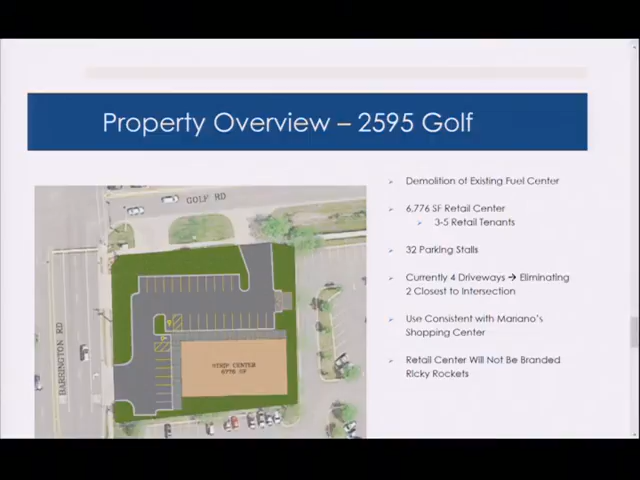 Property Overview – 2595 Golf
Demolition of Existing Fuel Center
6,776 SF Retail Center
3-5 Retail Tenants
32 Parking Stalls
Currently 4 Driveways → Eliminating
2 Closest to Intersection
Use Consistent with Mariano's
Shopping Center
Retail Center Will Not Be Branded
Ricky Rockets
GOLF RD
BARRINGTON RD
STRIP CENTER
6776 SF